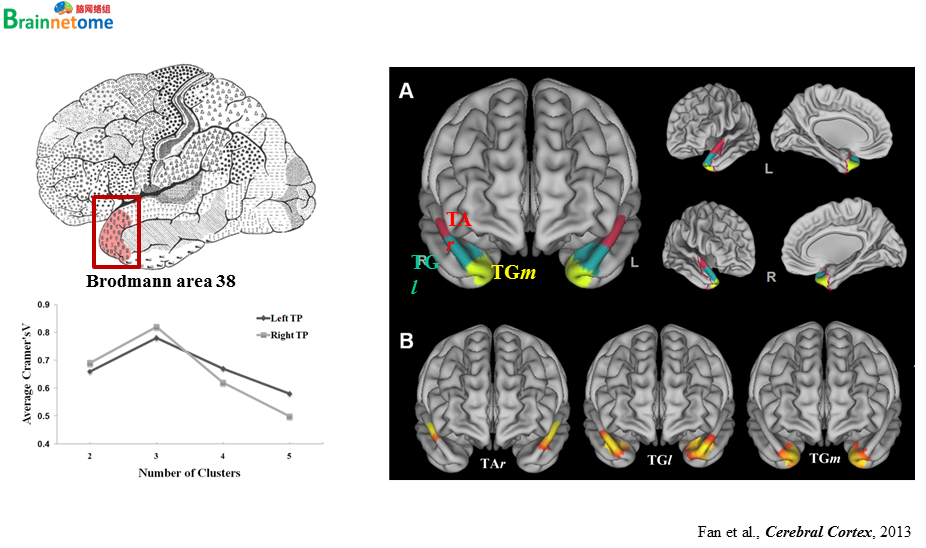 脑网络组
Brainnetome
Brodmann area 38
0.9
0.8
0.7
0.6
0.5
0.4
Average Cramer'sV
Left TP
Right TP
2 3 4 5
Number of Clusters
A
TA
r
TG
l
R
TGm
L
L
R
B
TAr
TGl
TGm
Fan et al., Cerebral Cortex, 2013